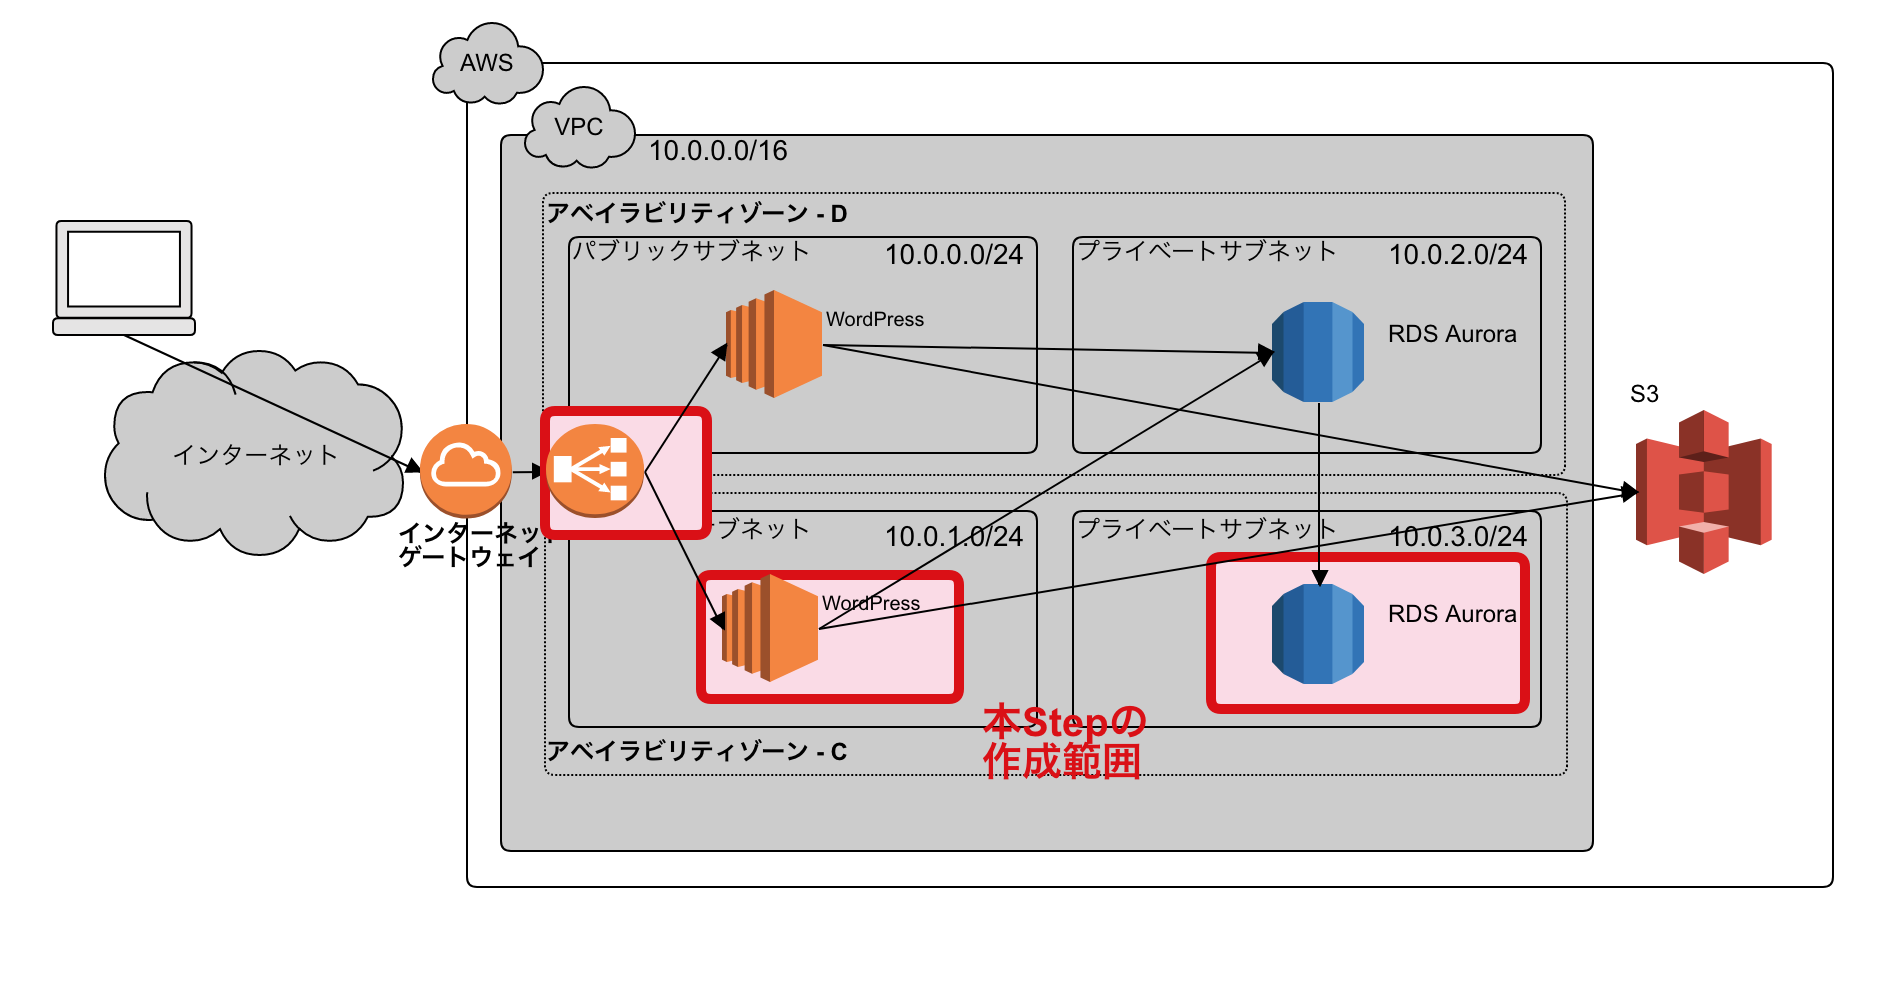 AWS
VPC
10.0.0.0/16
アベイラビリティゾーン - D
パブリックサブネット
10.0.0.0/24
プライベートサブネット
10.0.2.0/24
WordPress
RDS Aurora
S3
インターネット
インターネッ
ゲートウェイ
ブネット
10.0.1.0/24
プライベートサブネット
10.0.3.0/24
WordPress
RDS Aurora
本Stepの
作成範囲
アベイラビリティゾーン - C